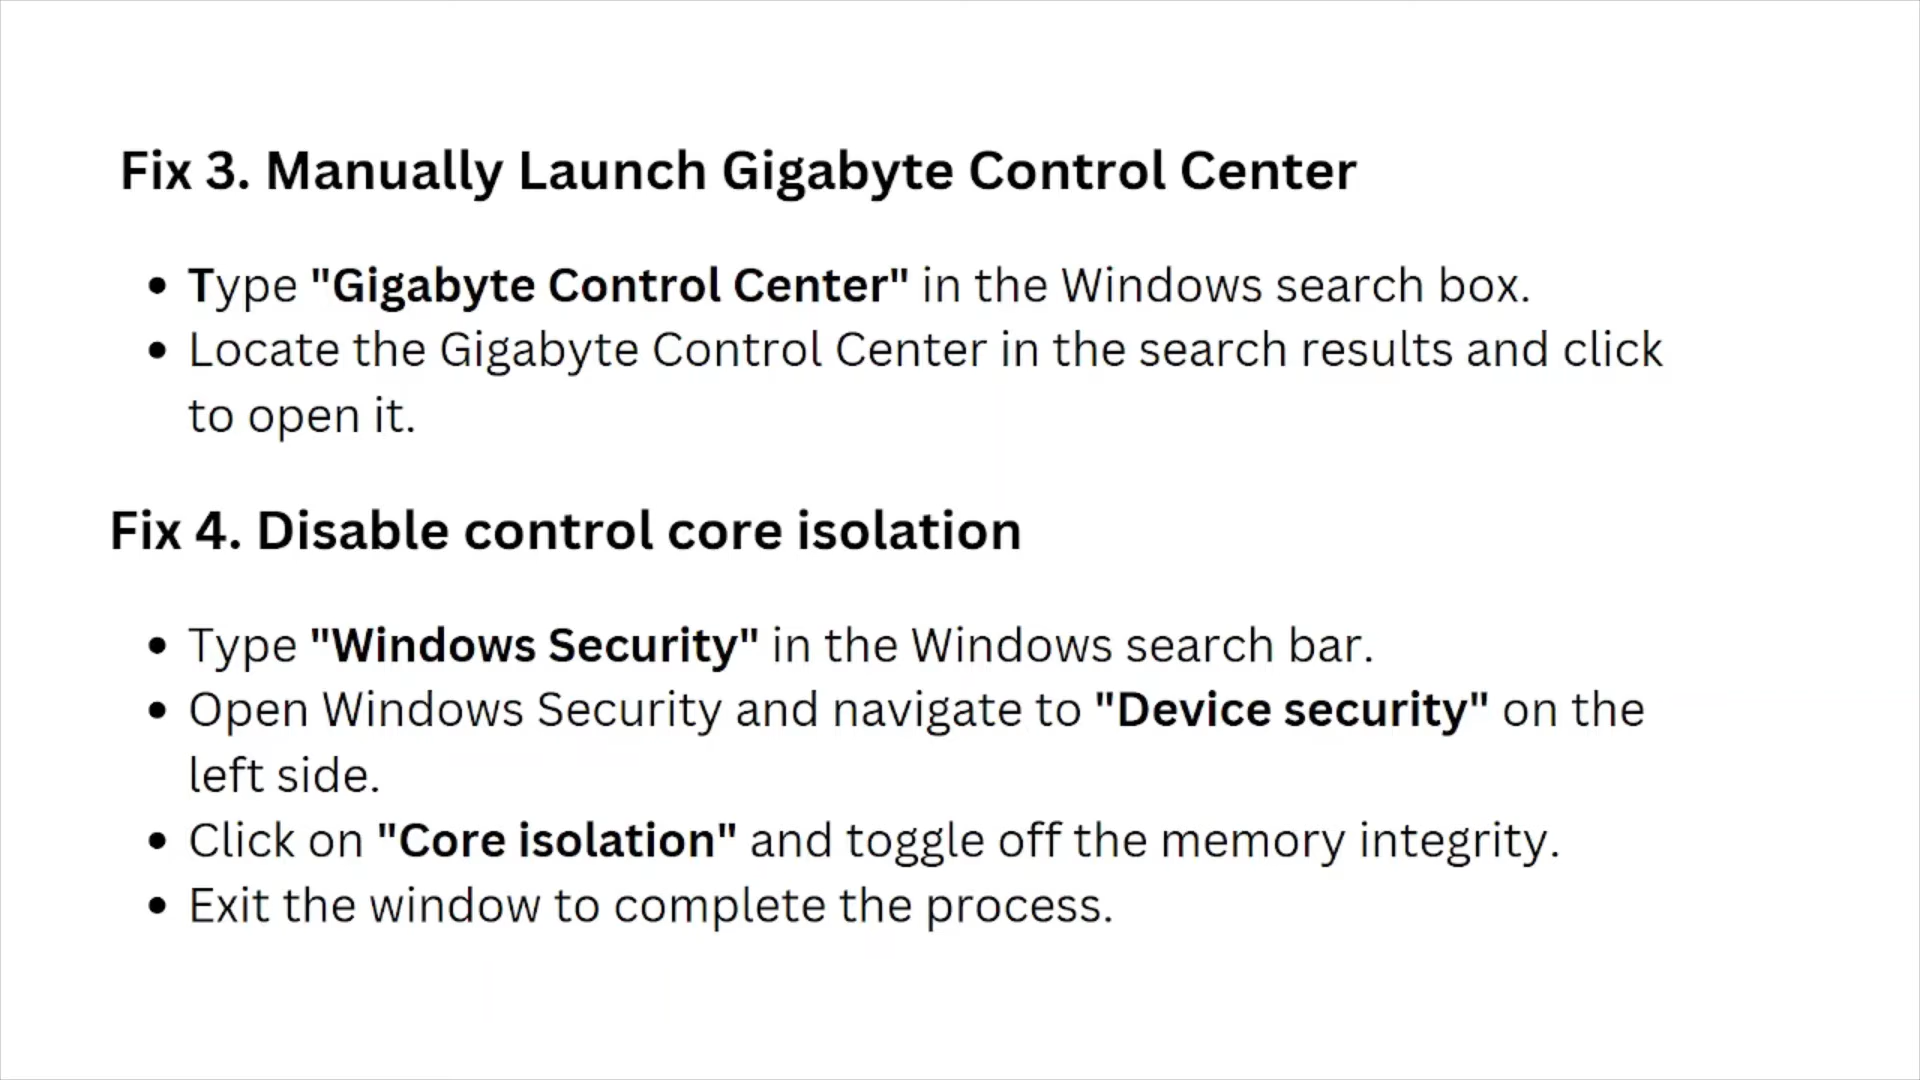 Fix 3. Manually Launch Gigabyte Control Center
• Type "Gigabyte Control Center" in the Windows search box.
• Locate the Gigabyte Control Center in the search results and click
to open it.
Fix 4. Disable control core isolation
• Type "Windows Security" in the Windows search bar.
• Open Windows Security and navigate to "Device security" on the
left side.
• Click on "Core isolation" and toggle off the memory integrity.
• Exit the window to complete the process.